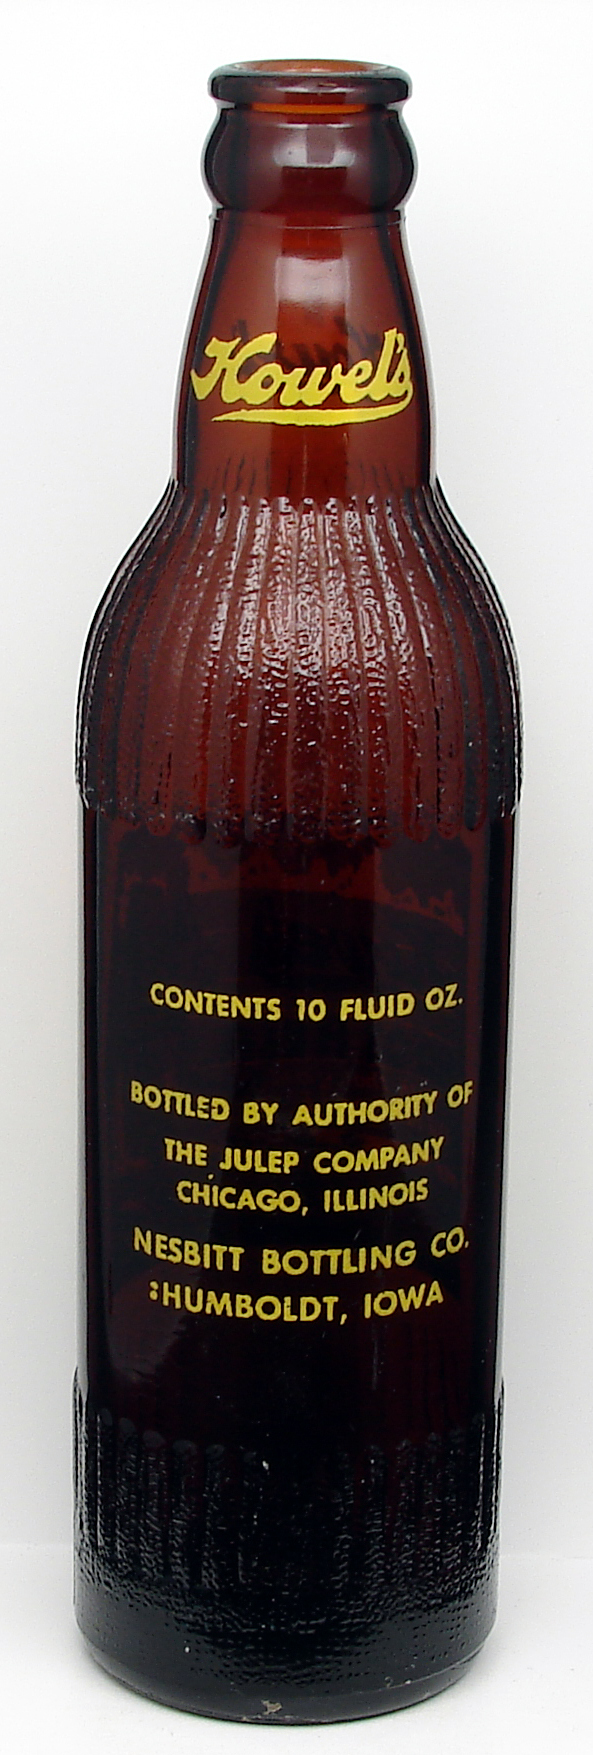 Howel's
CONTENTS 10 FLUID OZ.
BOTTLED BY AUTHORITY OF
THE JULEP COMPANY
CHICAGO, ILLINOIS
NESBITT BOTTLING CO.
:HUMBOLDT, IOWA